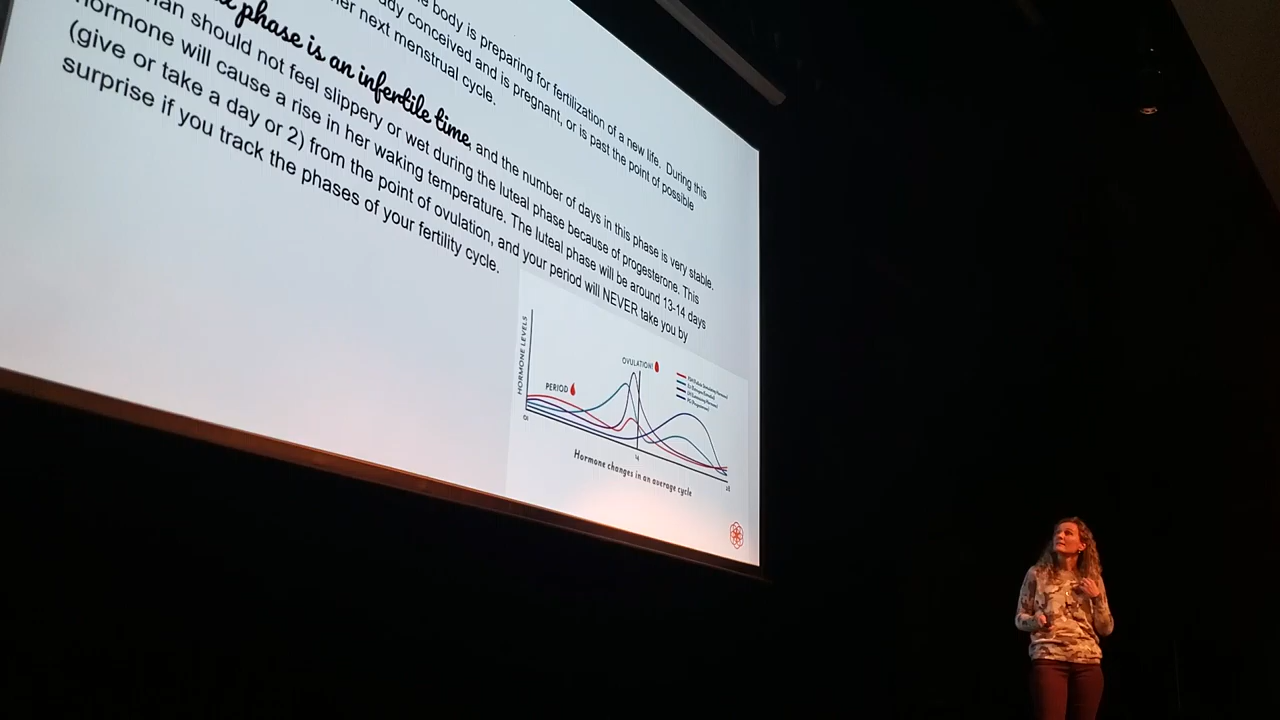 body is preparing for fertilization of a new life. During this
conceived and is pregnant, or is past the point of possible
next menstrual cycle.
phase is an infertile time, and the number of days in this phase is very stable.
should not feel slippery or wet during the luteal phase because of progesterone. This
hormone will cause a rise in her waking temperature. The luteal phase will be around 13-14 days
(give or take a day or 2) from the point of ovulation, and your period will NEVER take you by
surprise if you track the phases of your fertility cycle.
HORMONE LEVELS
OVULATION!
PERIOD
01
14
28
Hormone changes in an average cycle